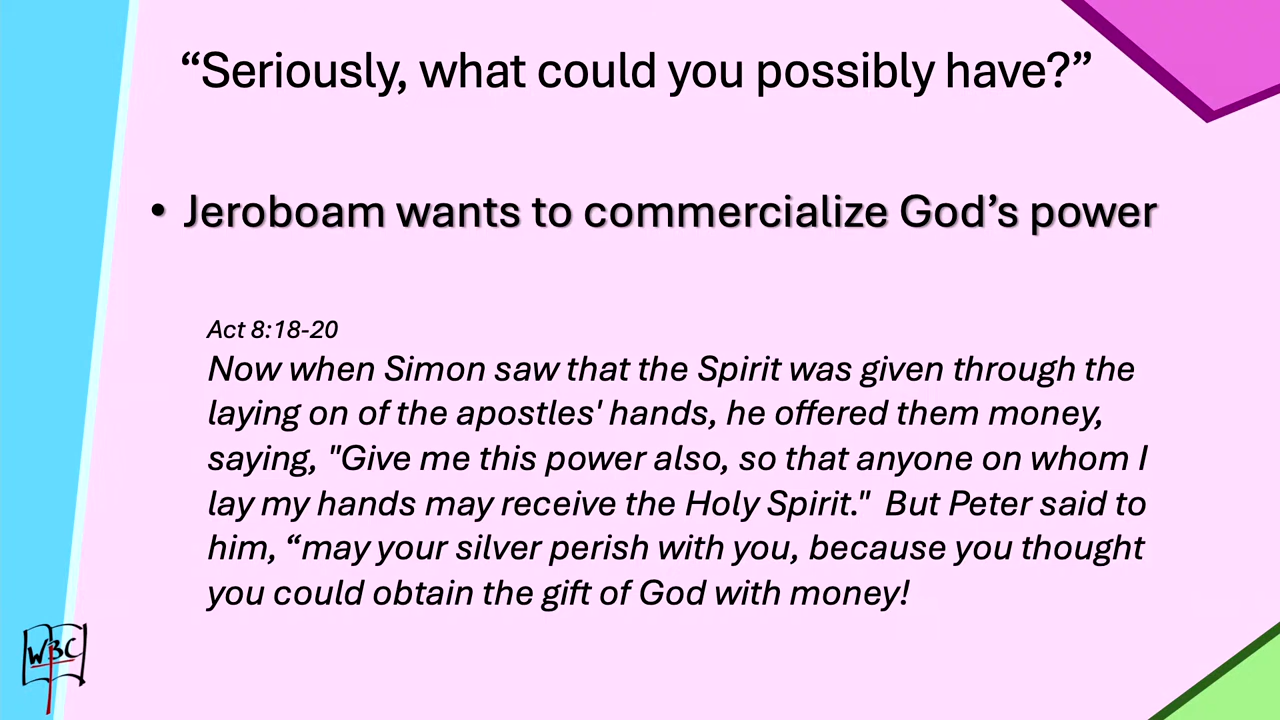 “Seriously, what could you possibly have?”
• Jeroboam wants to commercialize God’s power
Act 8:18-20
Now when Simon saw that the Spirit was given through the
laying on of the apostles' hands, he offered them money,
saying, "Give me this power also, so that anyone on whom I
lay my hands may receive the Holy Spirit."  But Peter said to
him, “may your silver perish with you, because you thought
you could obtain the gift of God with money!
WBC